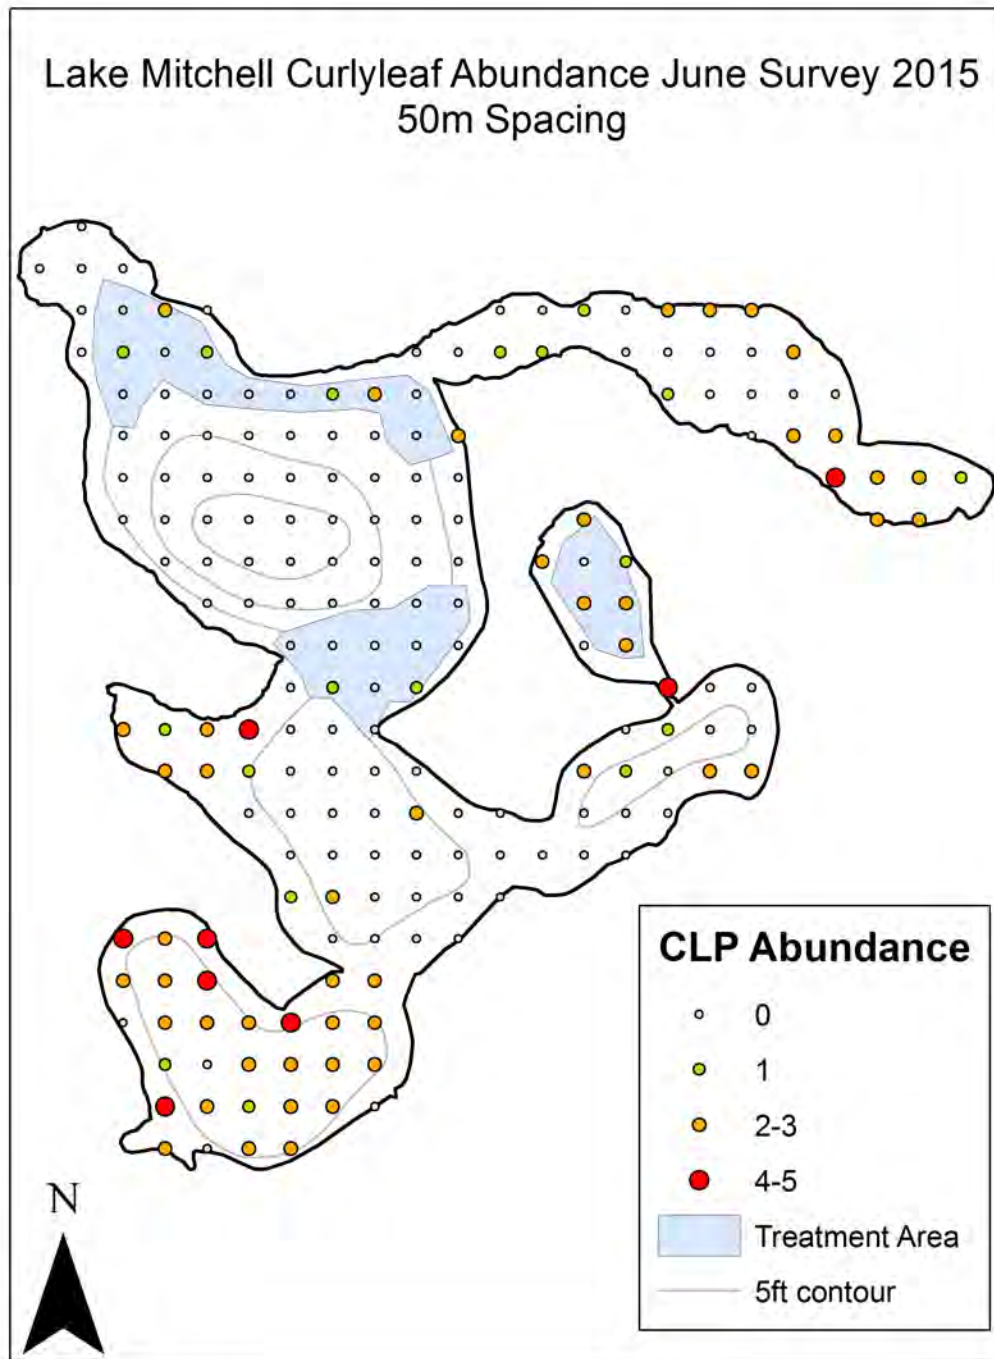 Lake Mitchell Curlyleaf Abundance June Survey 2015
50m Spacing
CLP Abundance
0
1
2-3
4-5
Treatment Area
5ft contour
N